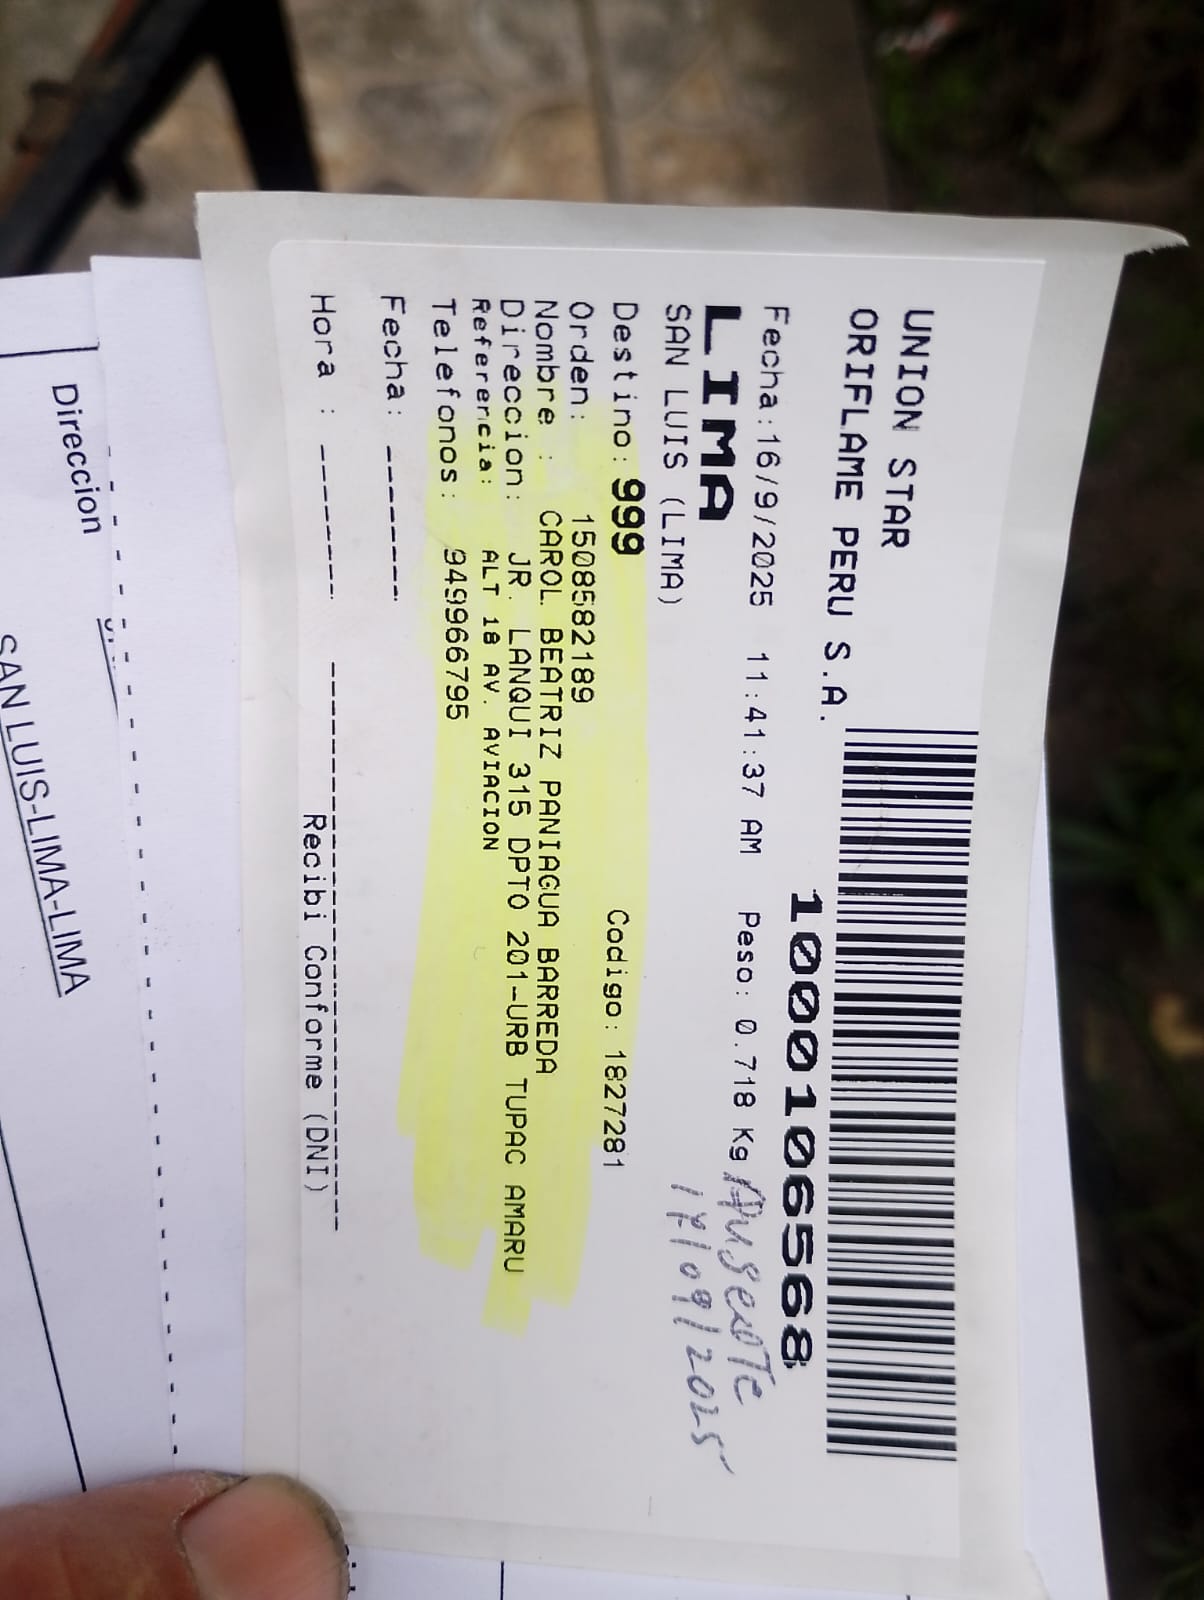 UNION STAR
ORIFLAME PERU S.A.
1000106568
Fecha:16/9/2025 11:41:37 AM Peso: 0.718 Kg
Ausente
17/09/2025
LIMA
SAN LUIS (LIMA)
Destino: 999 Codigo: 1827281
Orden: 1508582189
Nombre : CAROL BEATRIZ PANIAGUA BARREDA
Direccion: JR. LANQUI 315 DPTO 201-URB TUPAC AMARU
Referencia: ALT 18 AV. AVIACION
Telefonos: 949966795
Fecha: -------
Hora : ------- --------------------------
Recibi Conforme (DNI)
Direccion
SAN LUIS-LIMA-LIMA